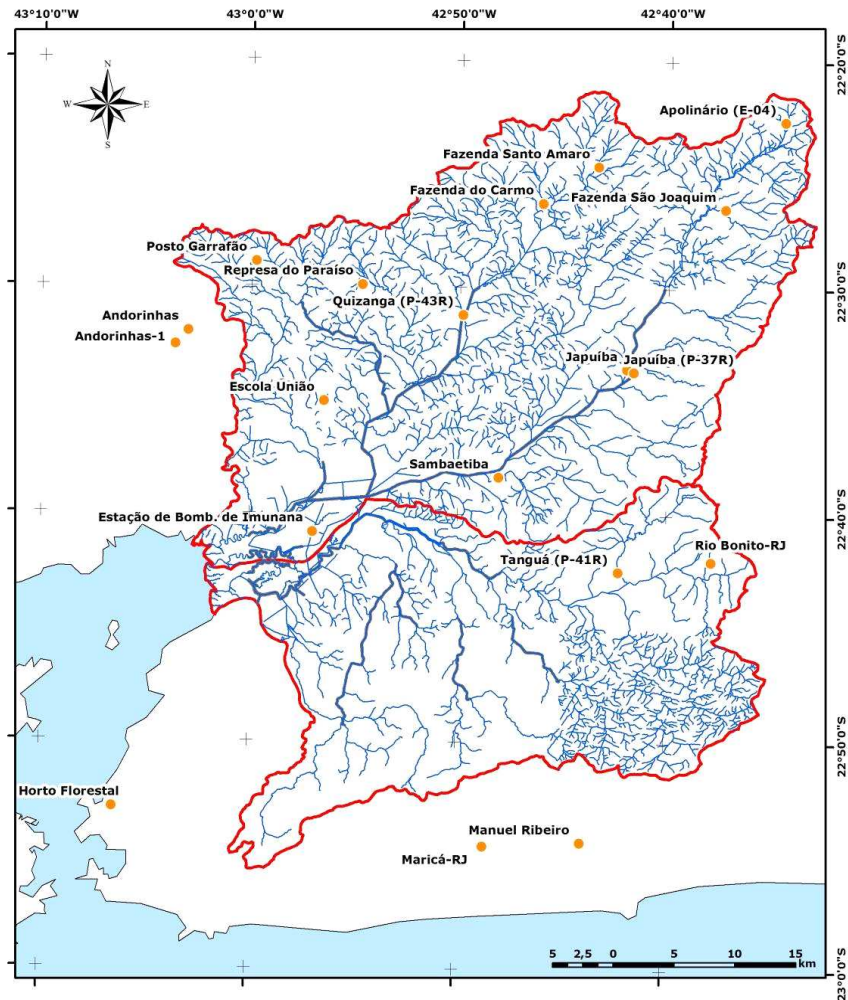 43°10'0"W
43°0'0"W
42°50'0"W
42°40'0"W
22°20'0"S
N
W
E
S
Apolinário (E-04)
Fazenda Santo Amaro
Fazenda do Carmo
Fazenda São Joaquim
Posto Garrafão
Represa do Paraíso
Quizanga (P-43R)
22°30'0"S
Andorinhas
Andorinhas-1
Japuíba
Japuíba (P-37R)
Escola União
Sambaetiba
Estação de Bomb. de Imunana
22°40'0"S
Rio Bonito-RJ
Tanguá (P-41R)
22°50'0"S
Horto Florestal
Manuel Ribeiro
Maricá-RJ
5 2,5 0 5 10 15
km
23°0'0"S